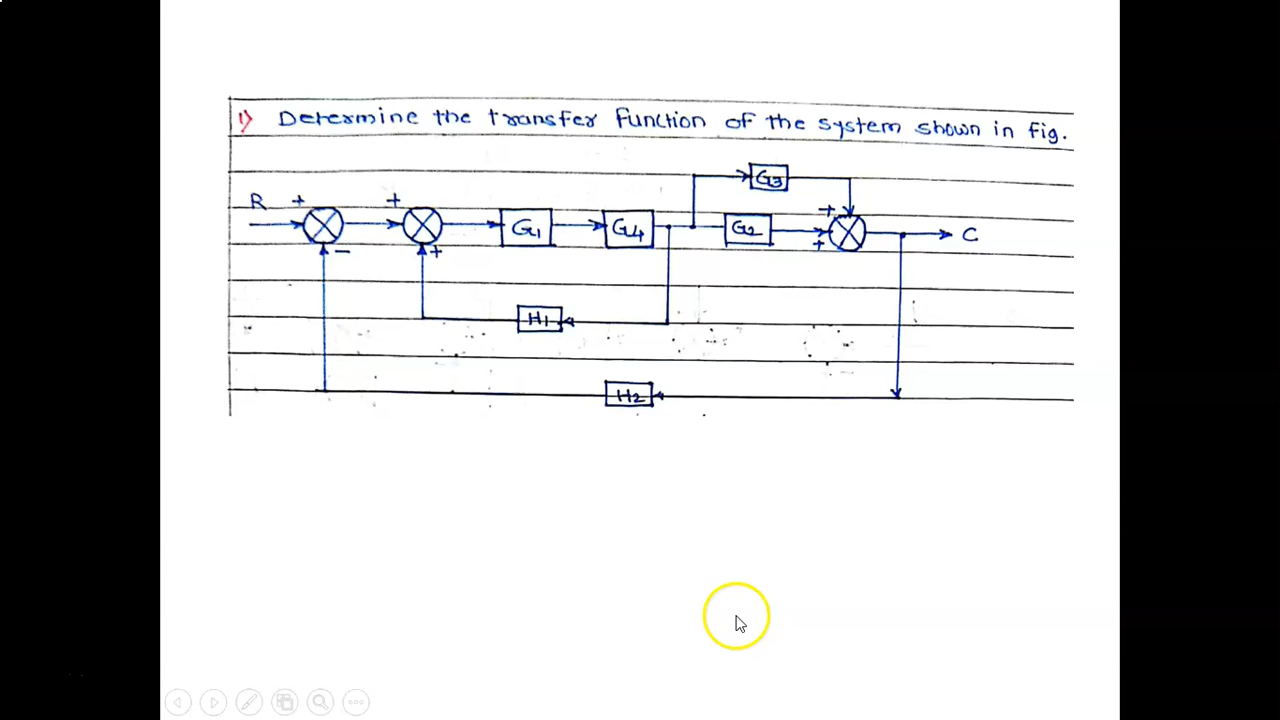 1) Determine the transfer function of the system shown in fig.
G3
R + + G1 G4 G2 + + C
- +
H1
H2